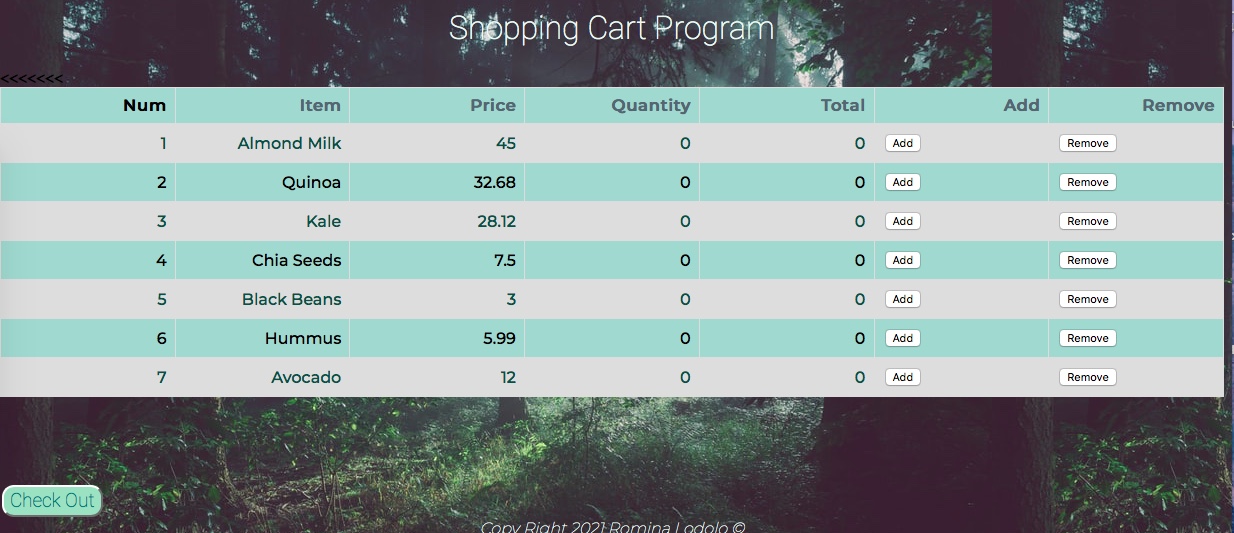 Shopping Cart Program
<<<<<<<
Num Item Price Quantity Total Add Remove
1 Almond Milk 45 0 0 Add Remove
2 Quinoa 32.68 0 0 Add Remove
3 Kale 28.12 0 0 Add Remove
4 Chia Seeds 7.5 0 0 Add Remove
5 Black Beans 3 0 0 Add Remove
6 Hummus 5.99 0 0 Add Remove
7 Avocado 12 0 0 Add Remove
Check Out
Copy Right 2021 Romina Lodolo ©